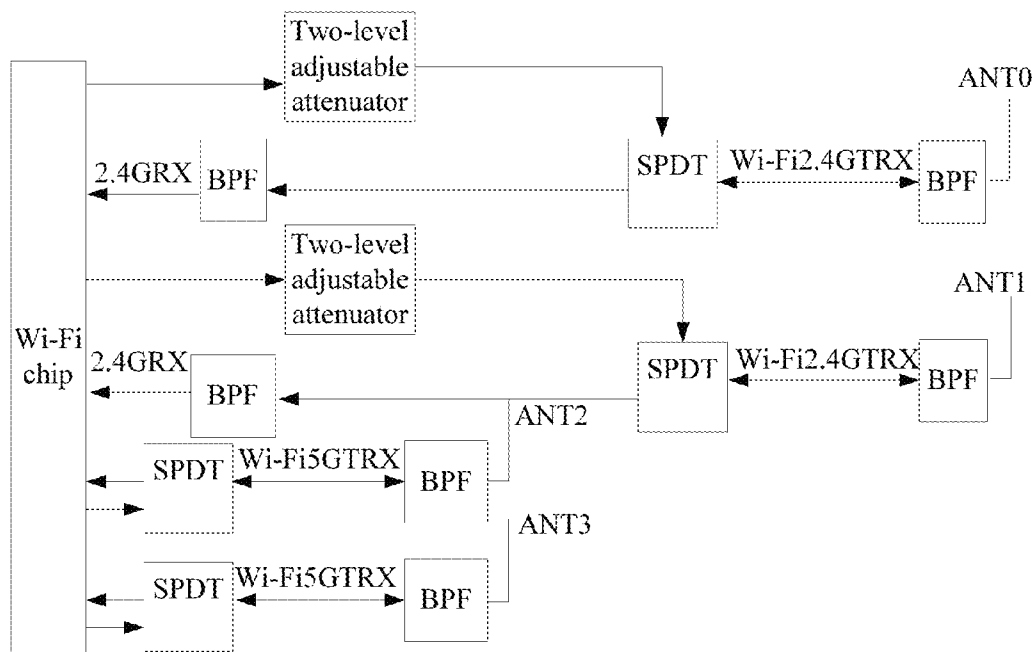 Two-level
adjustable
attenuator
ANT0
2.4GRX
BPF
SPDT
Wi-Fi2.4GTRX
BPF
Two-level
adjustable
attenuator
ANT1
Wi-Fi
chip
2.4GRX
BPF
SPDT
Wi-Fi2.4GTRX
BPF
ANT2
SPDT
Wi-Fi5GTRX
BPF
ANT3
SPDT
Wi-Fi5GTRX
BPF